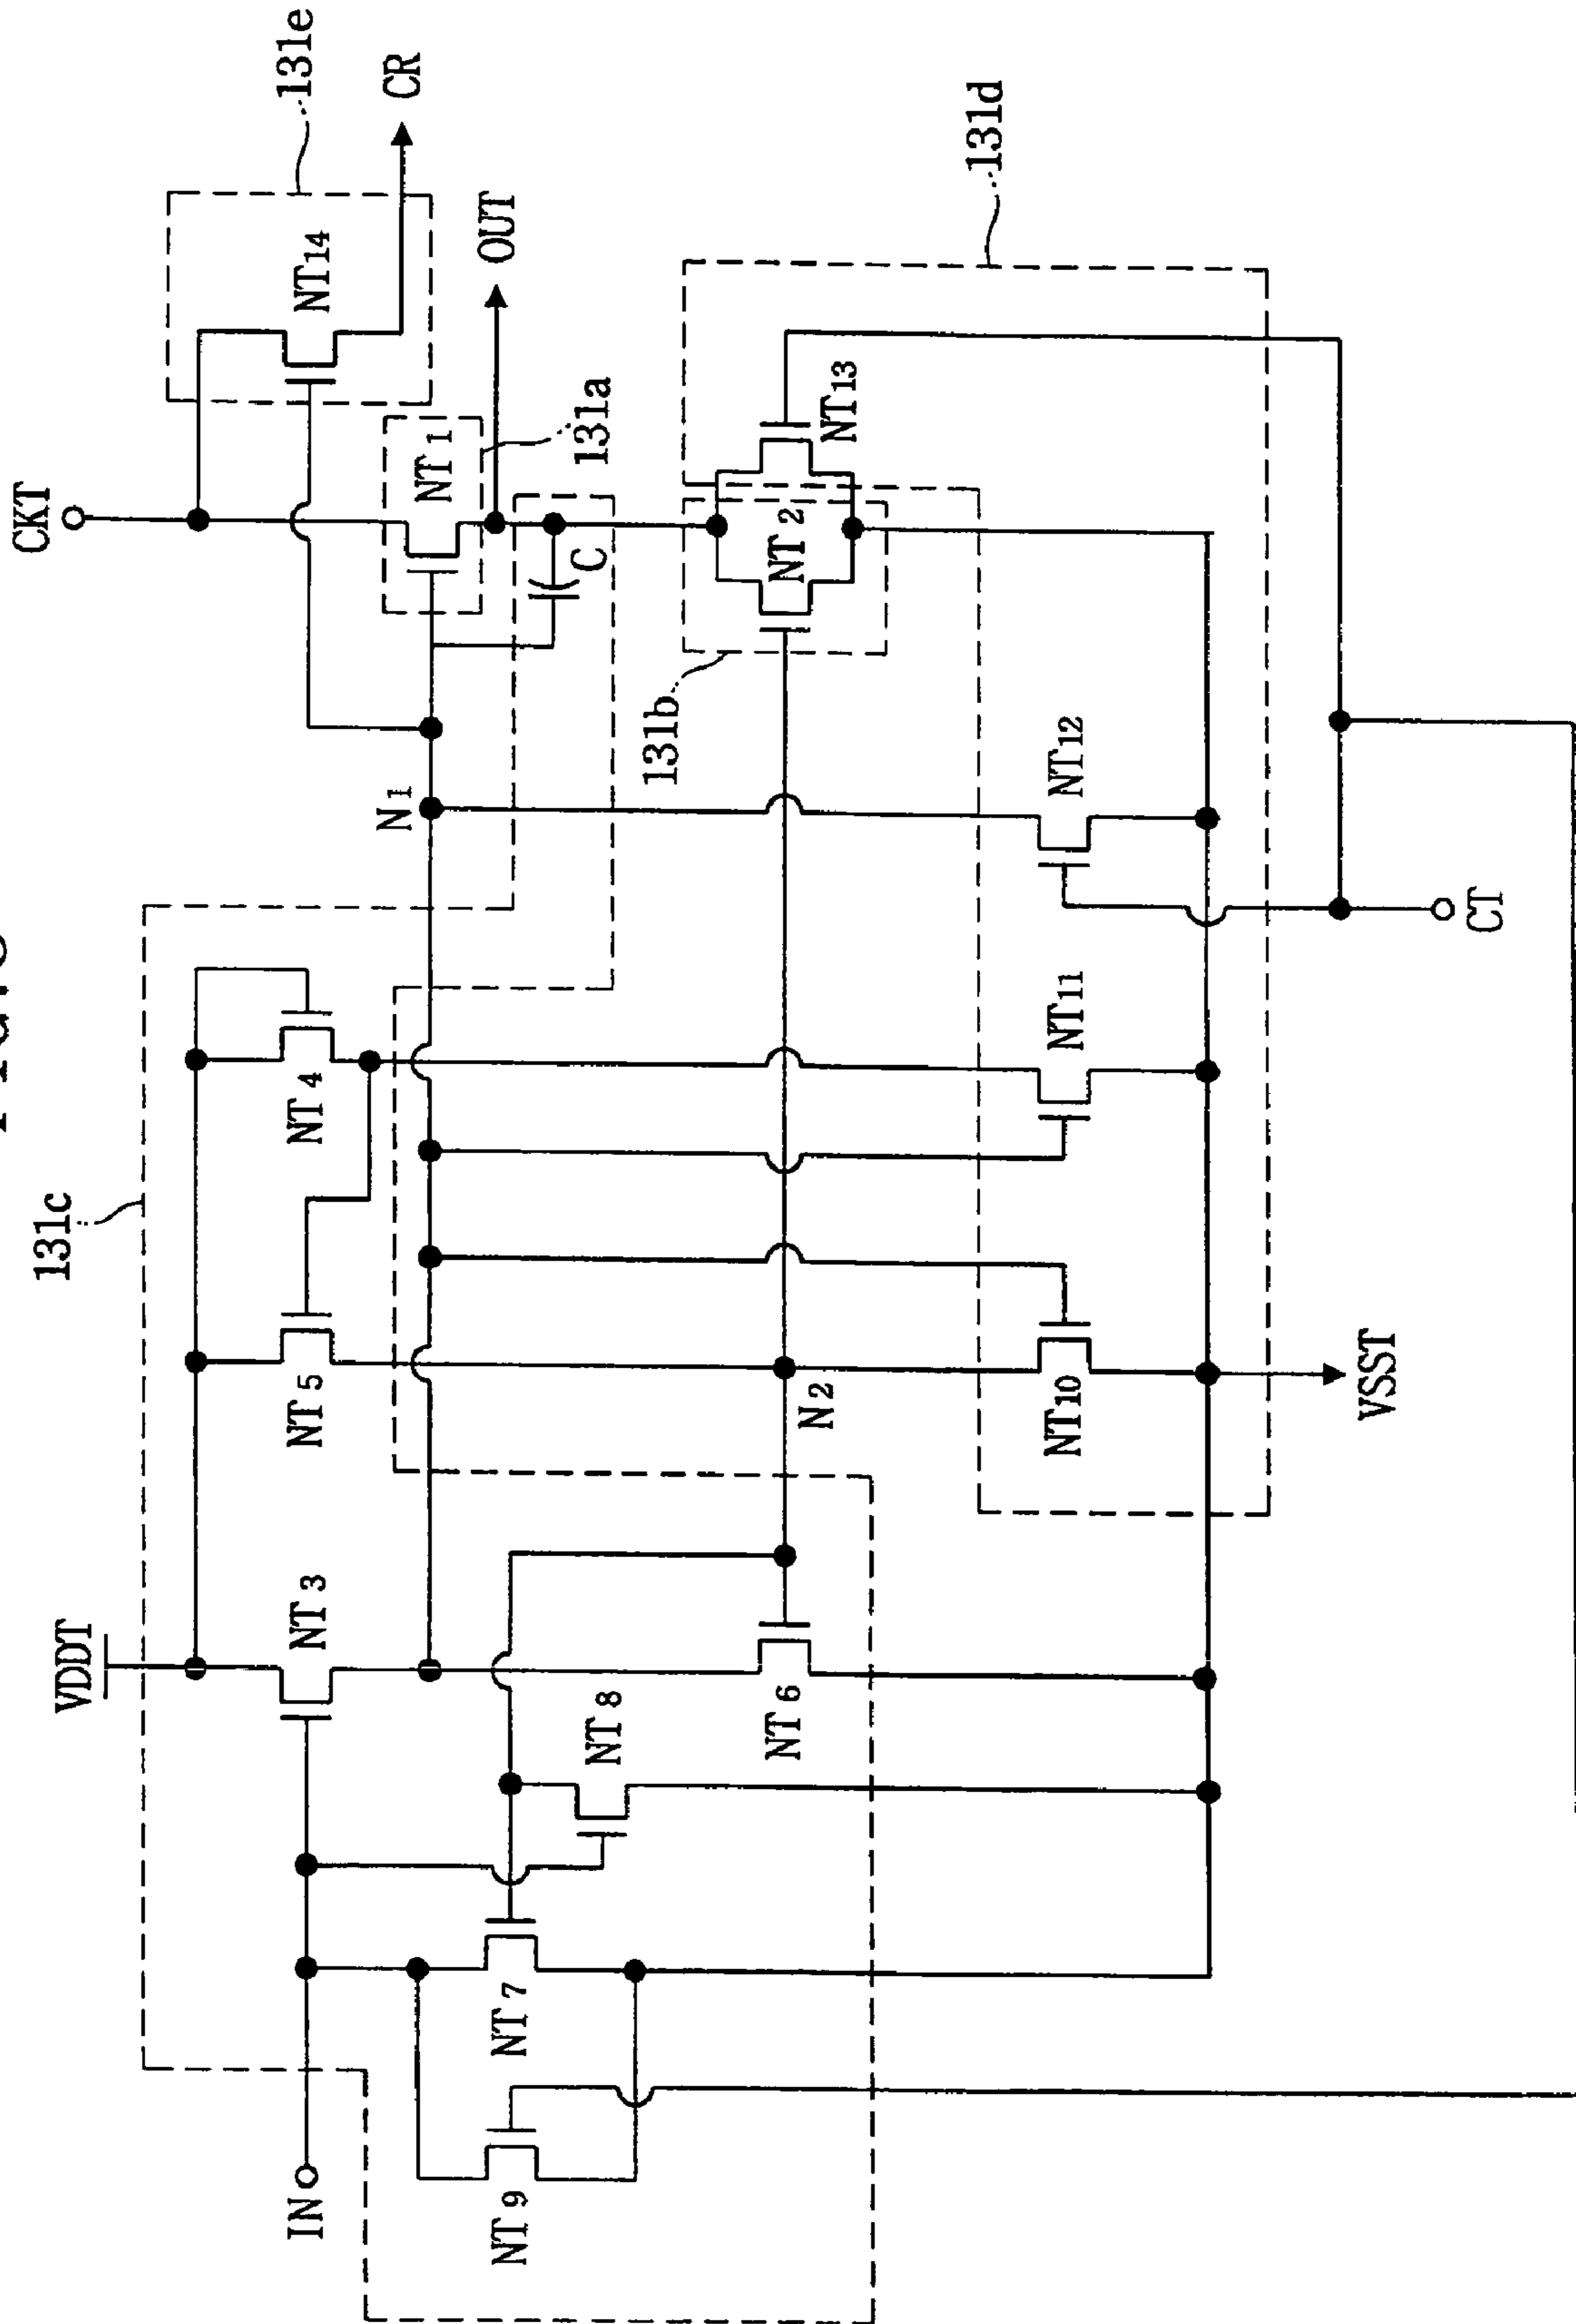 CKT
131c
VDDT
131e
IN
NT3
NT5
NT4
NT14
N1
CR
NT1
OUT
NT9
NT7
NT8
C
131a
131b
NT6
NT2
N2
NT13
131d
NT10
NT11
NT12
VSST
CT